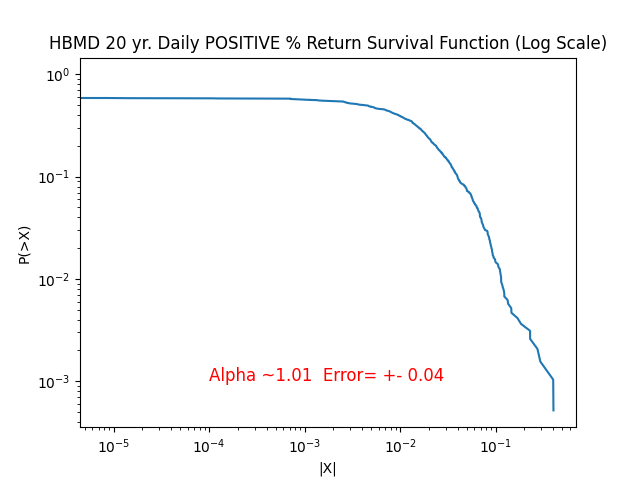 HBMD 20 yr. Daily POSITIVE % Return Survival Function (Log Scale)
10⁰
10⁻¹
10⁻²
10⁻³
P(>X)
Alpha ~1.01  Error= +- 0.04
10⁻⁵ 10⁻⁴ 10⁻³ 10⁻² 10⁻¹
|X|